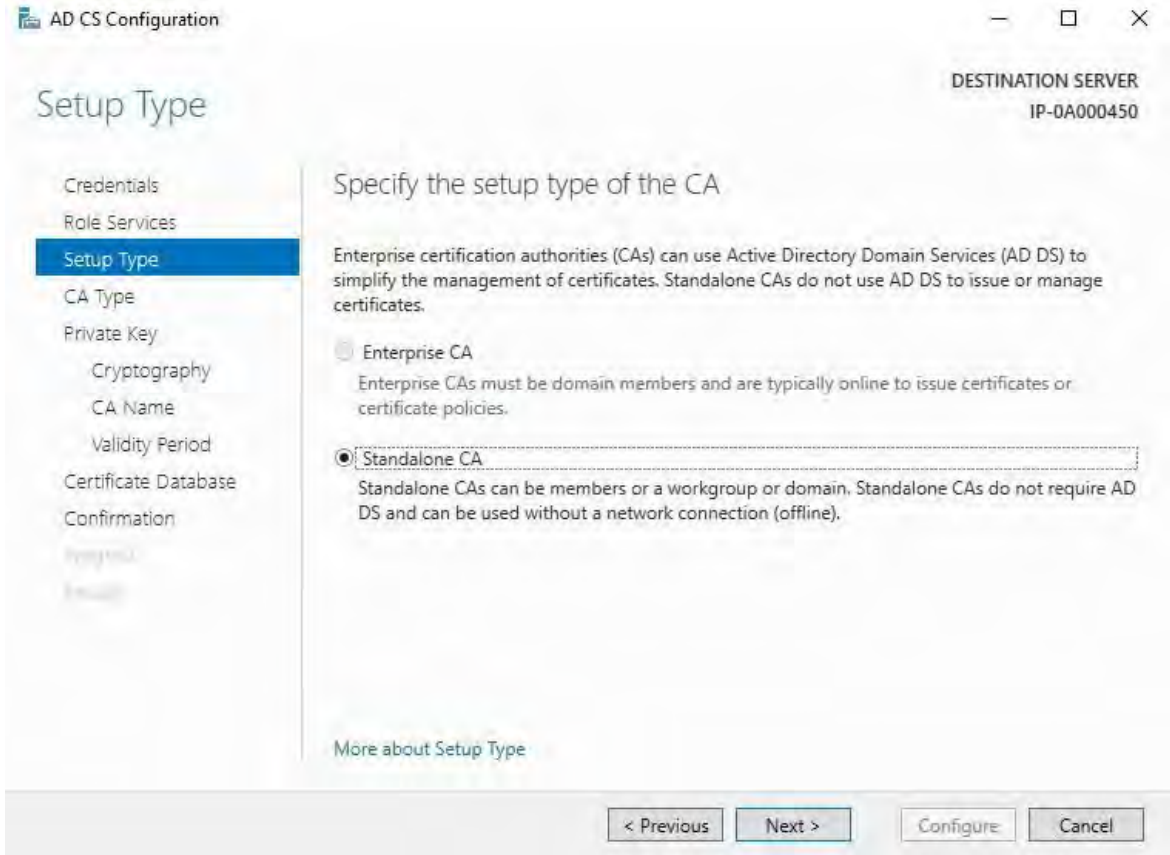 AD CS Configuration
DESTINATION SERVER
IP-0A000450
Setup Type
Credentials
Role Services
Setup Type
CA Type
Private Key
Cryptography
CA Name
Validity Period
Certificate Database
Confirmation
Specify the setup type of the CA
Enterprise certification authorities (CAs) can use Active Directory Domain Services (AD DS) to
simplify the management of certificates. Standalone CAs do not use AD DS to issue or manage
certificates.
Enterprise CA
Enterprise CAs must be domain members and are typically online to issue certificates or
certificate policies.
Standalone CA
Standalone CAs can be members or a workgroup or domain. Standalone CAs do not require AD
DS and can be used without a network connection (offline).
More about Setup Type
< Previous
Next >
Configure
Cancel